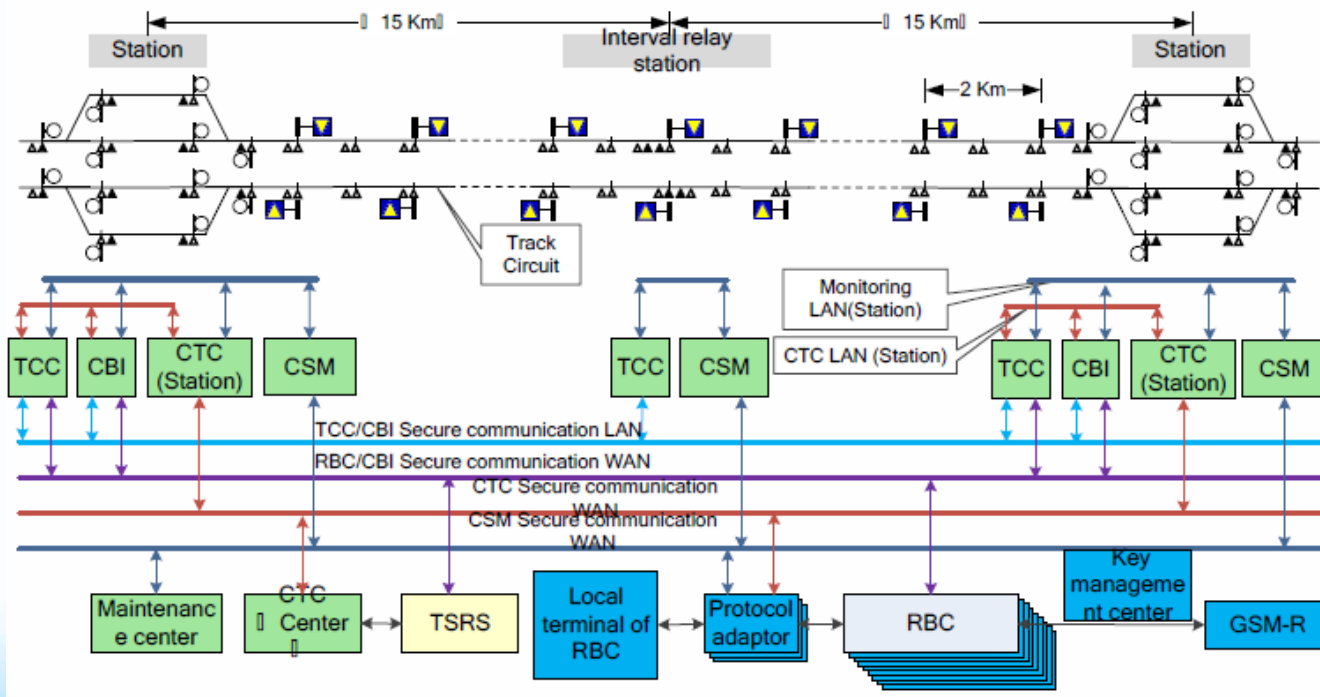 15 Km
15 Km
Station
Interval relay
station
Station
2 Km
Track
Circuit
Monitoring
LAN(Station)
CTC LAN (Station)
TCC
CBI
CTC
(Station)
CSM
TCC
CSM
TCC
CBI
CTC
(Station)
CSM
TCC/CBI Secure communication LAN
RBC/CBI Secure communication WAN
CTC Secure communication
WAN
CSM Secure communication
WAN
Maintenanc
e center
CTC
Center
TSRS
Local
terminal of
RBC
Protocol
adaptor
RBC
Key
manageme
nt center
GSM-R